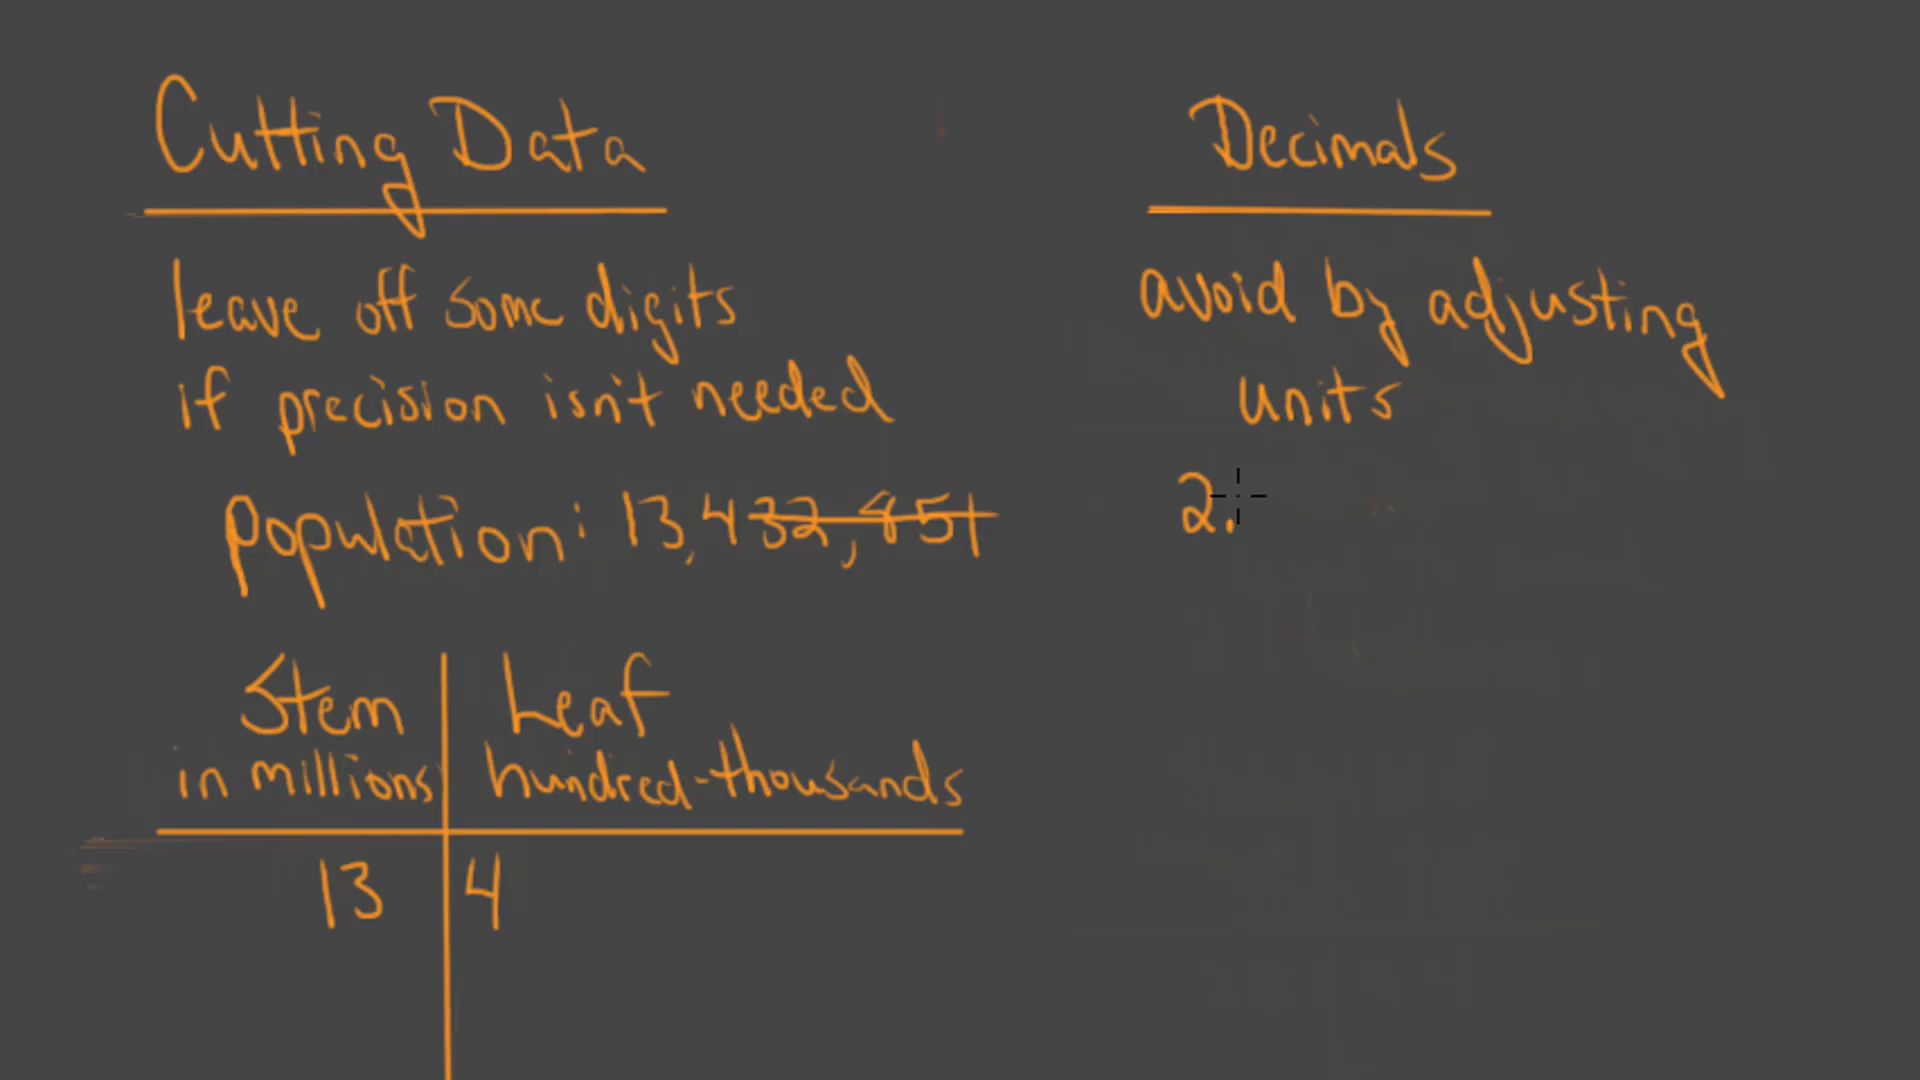 Cutting Data
leave off some digits
if precision isn't needed
Population: 13,432,851
Stem | Leaf
in millions | hundred-thousands
13 | 4
Decimals
avoid by adjusting
units
2.